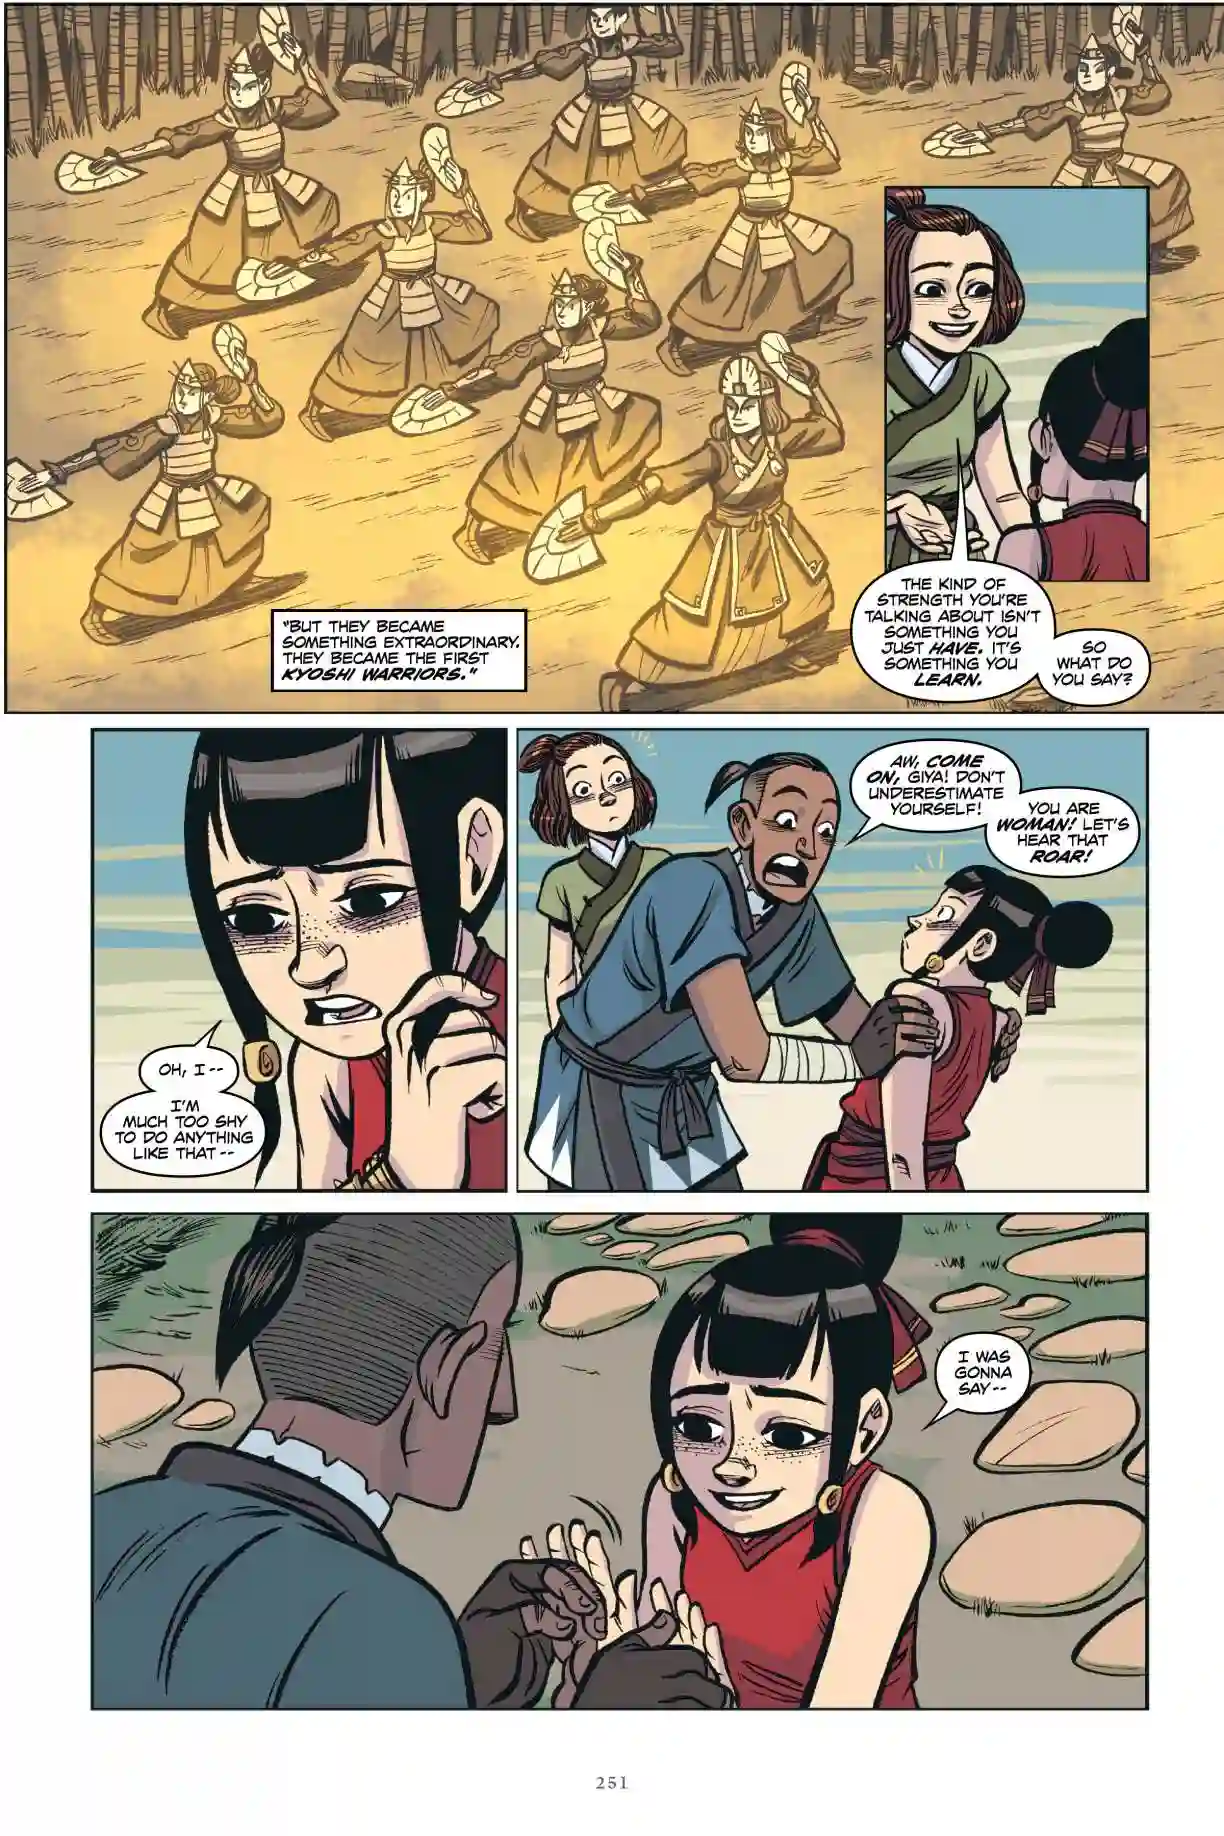 "BUT THEY BECAME
SOMETHING EXTRAORDINARY.
THEY BECAME THE FIRST
KYOSHI WARRIORS."
THE KIND OF
STRENGTH YOU'RE
TALKING ABOUT ISN'T
SOMETHING YOU
JUST HAVE. IT'S
SOMETHING YOU
LEARN.
SO
WHAT DO
YOU SAY?
OH, I--
I'M
MUCH TOO SHY
TO DO ANYTHING
LIKE THAT--
AW, COME
ON, GIYA! DON'T
UNDERESTIMATE
YOURSELF!
YOU ARE
WOMAN! LET'S
HEAR THAT
ROAR!
I WAS
GONNA
SAY--
251